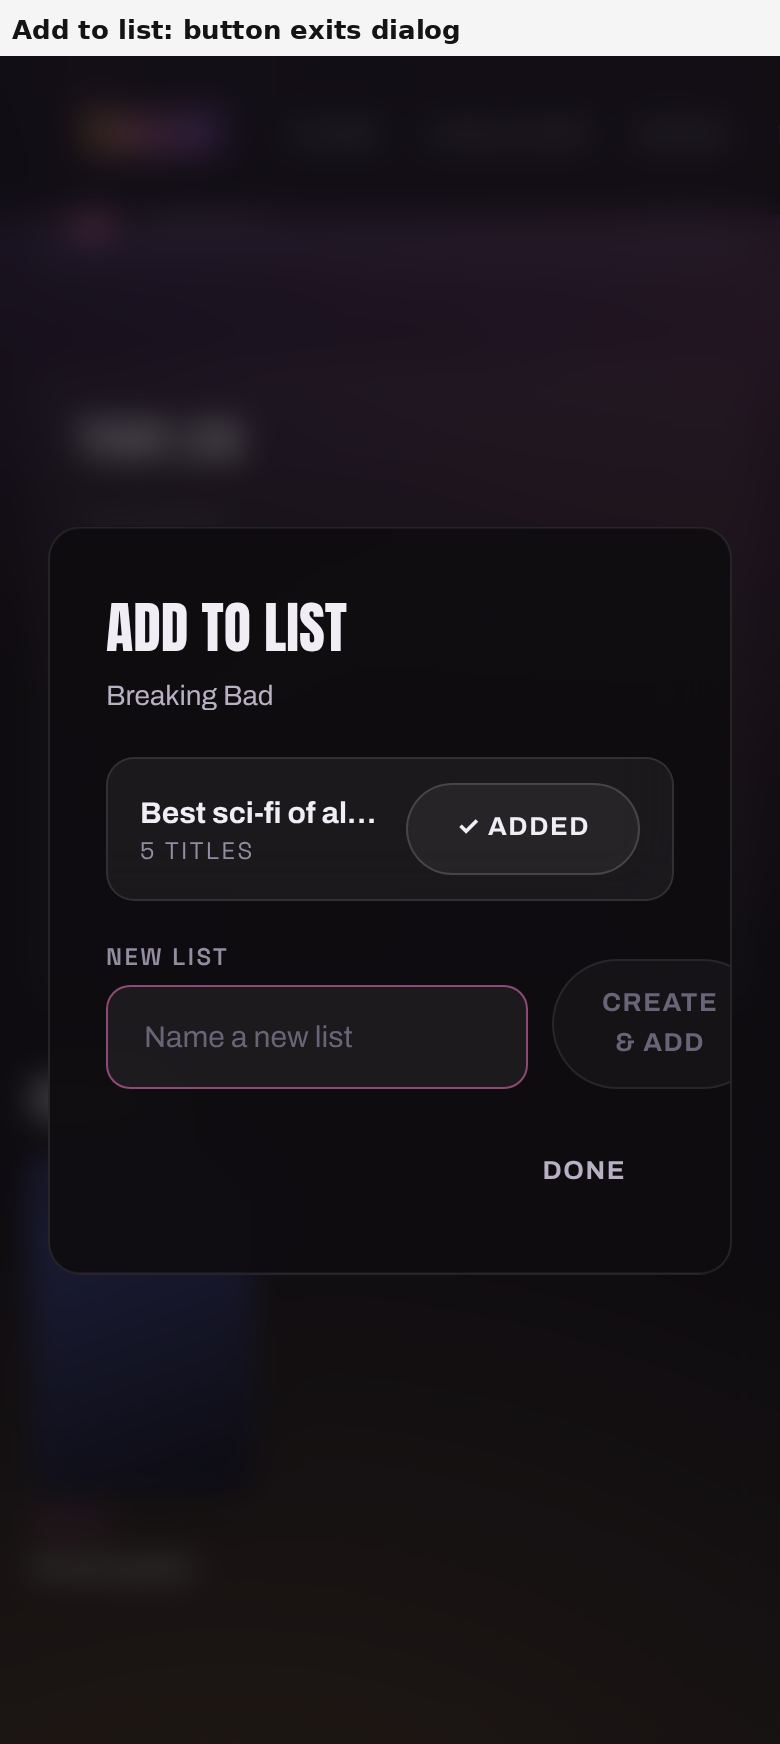 Add to list: button exits dialog
ADD TO LIST
Breaking Bad
Best sci-fi of al...
✓ ADDED
5 TITLES
NEW LIST
Name a new list
CREATE
& ADD
DONE